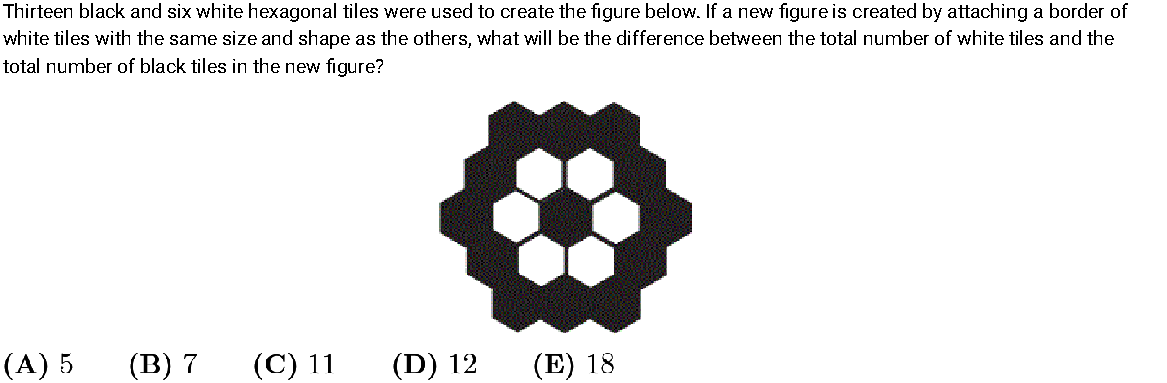 Thirteen black and six white hexagonal tiles were used to create the figure below. If a new figure is created by attaching a border of
white tiles with the same size and shape as the others, what will be the difference between the total number of white tiles and the
total number of black tiles in the new figure?
(A) 5 (B) 7 (C) 11 (D) 12 (E) 18